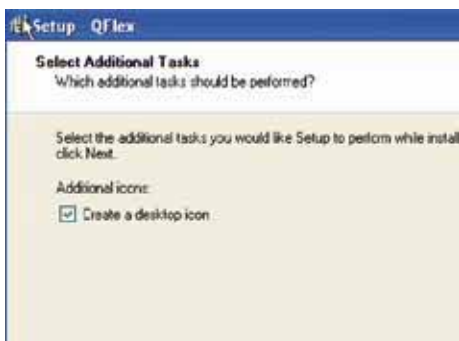 Setup QFlex
Select Additional Tasks
Which additional tasks should be performed?
Select the additional tasks you would like Setup to perform while instal
click Next.
Additional icons:
Create a desktop icon